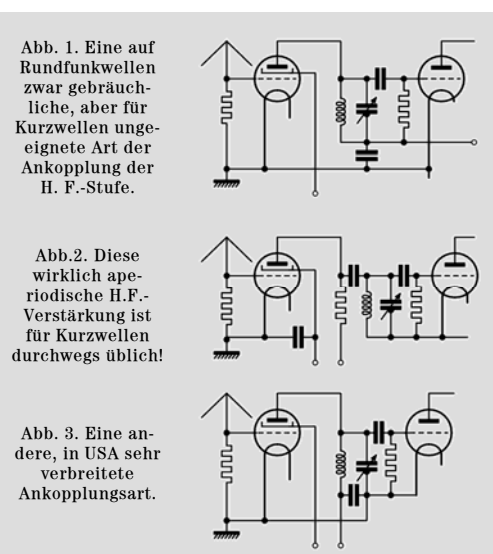 Abb. 1. Eine auf
Rundfunkwellen
zwar gebräuch-
liche, aber für
Kurzwellen unge-
eignete Art der
Ankopplung der
H. F.-Stufe.
Abb.2. Diese
wirklich ape-
riodische H.F.-
Verstärkung ist
für Kurzwellen
durchwegs üblich!
Abb. 3. Eine an-
dere, in USA sehr
verbreitete
Ankopplungsart.